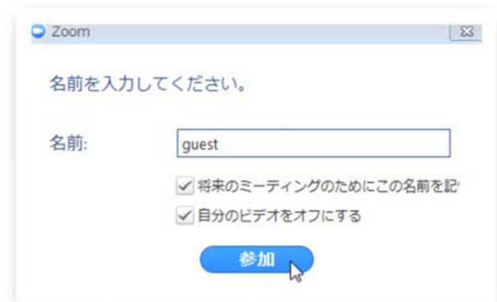 Zoom
名前を入力してください。
名前:
guest
将来のミーティングのためにこの名前を記
自分のビデオをオフにする
参加